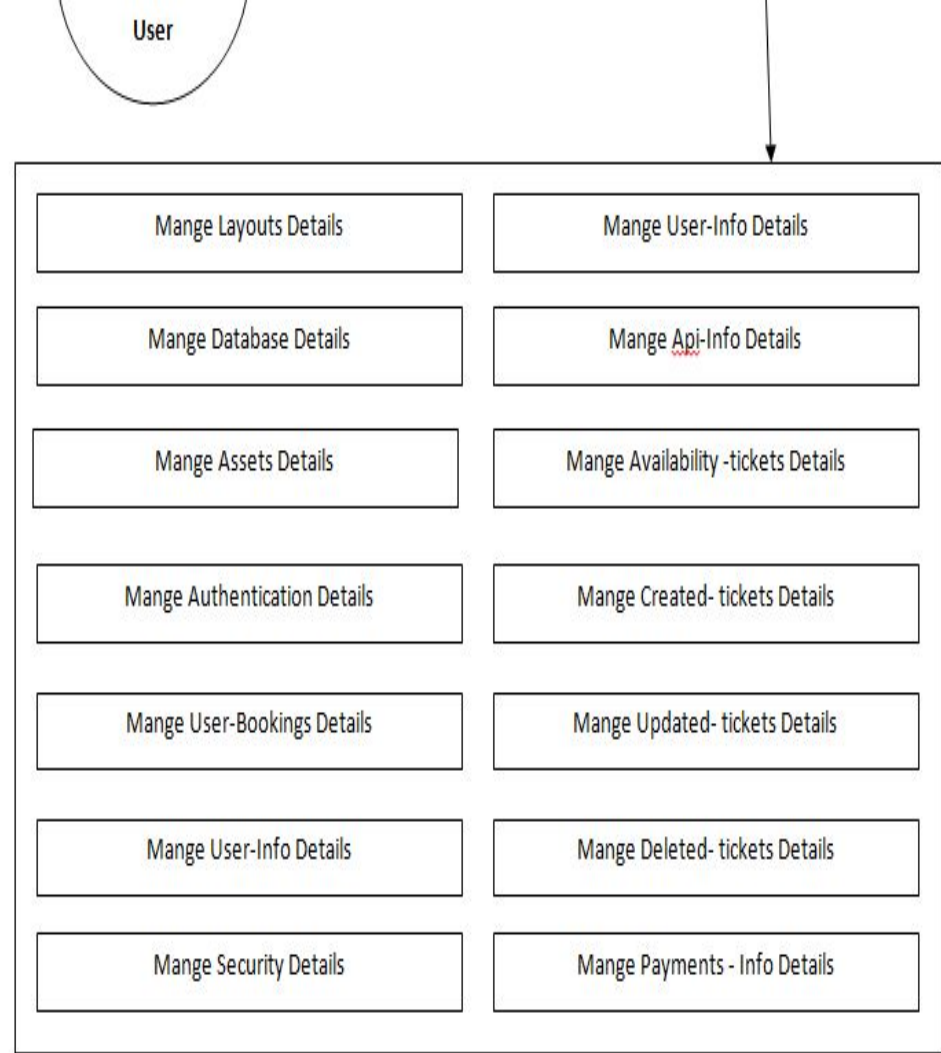 User
Mange Layouts Details
Mange User-Info Details
Mange Database Details
Mange Api-Info Details
Mange Assets Details
Mange Availability -tickets Details
Mange Authentication Details
Mange Created- tickets Details
Mange User-Bookings Details
Mange Updated- tickets Details
Mange User-Info Details
Mange Deleted- tickets Details
Mange Security Details
Mange Payments - Info Details